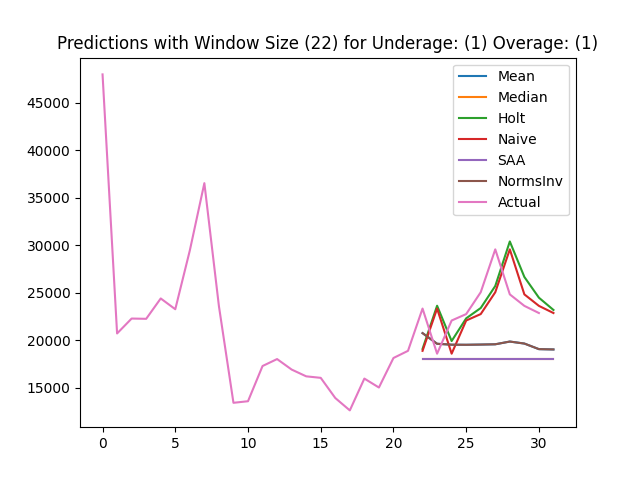 Predictions with Window Size (22) for Underage: (1) Overage: (1)
Mean
Median
Holt
Naive
SAA
NormsInv
Actual
45000
40000
35000
30000
25000
20000
15000
0 5 10 15 20 25 30